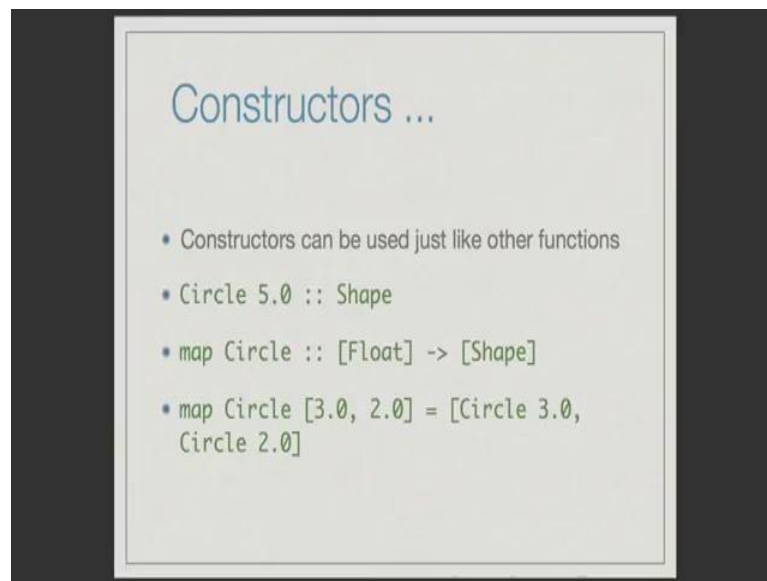 Constructors ...
• Constructors can be used just like other functions
• Circle 5.0 :: Shape
• map Circle :: [Float] -> [Shape]
• map Circle [3.0, 2.0] = [Circle 3.0,
Circle 2.0]